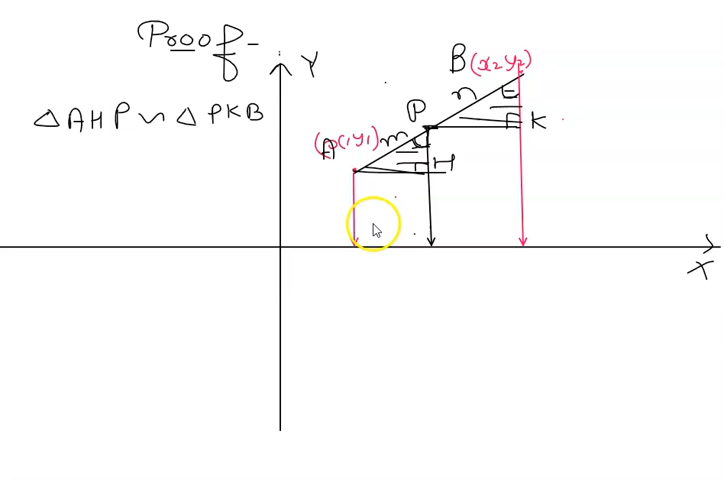 Proof-
Y
B(x₂ y₂)
n
P
△AHP ~ △PKB
K
(x₁, y₁) m
A
H
X